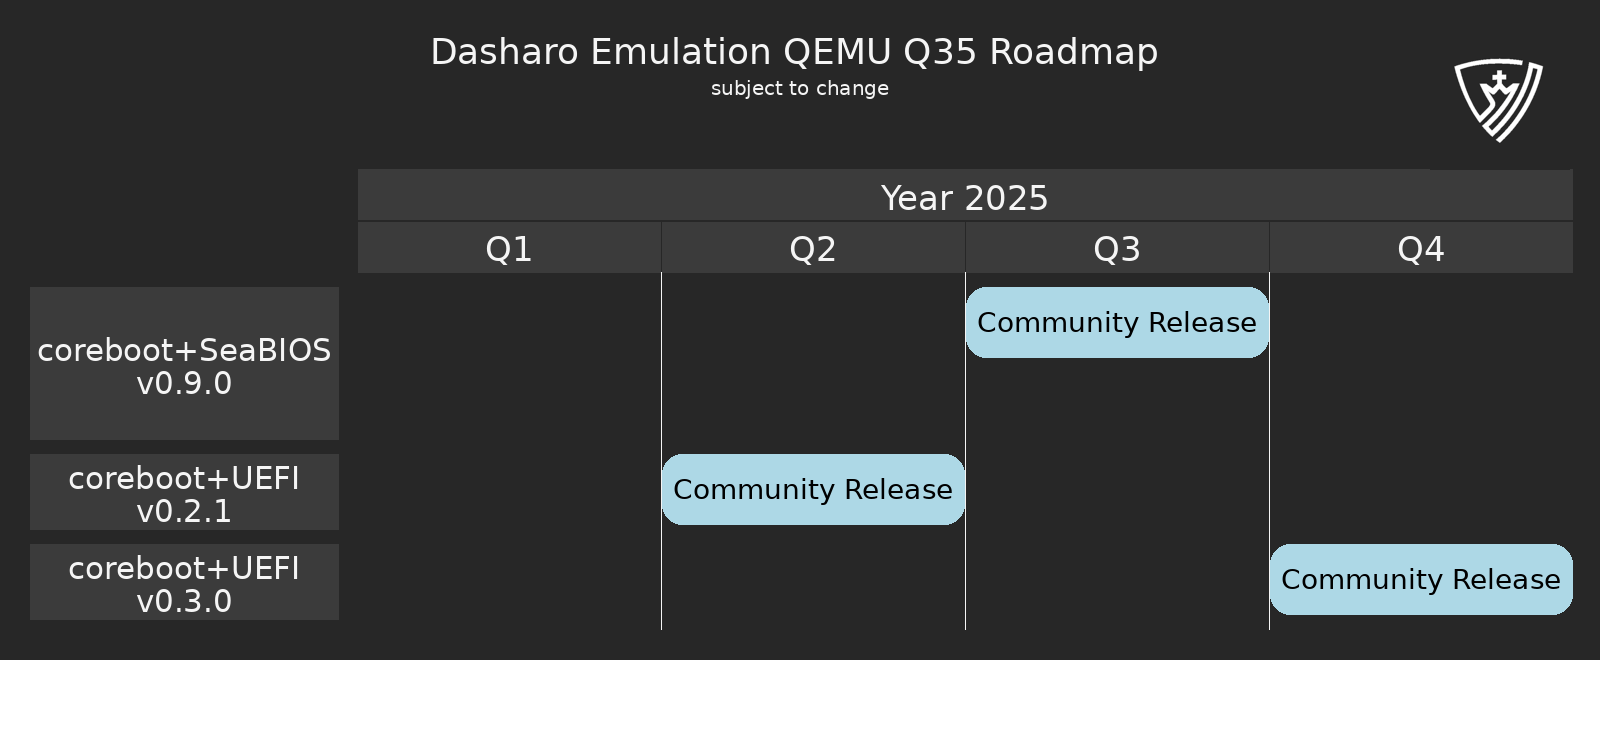 Dasharo Emulation QEMU Q35 Roadmap
subject to change
Year 2025
Q1
Q2
Q3
Q4
coreboot+SeaBIOS
v0.9.0
Community Release
coreboot+UEFI
v0.2.1
Community Release
coreboot+UEFI
v0.3.0
Community Release